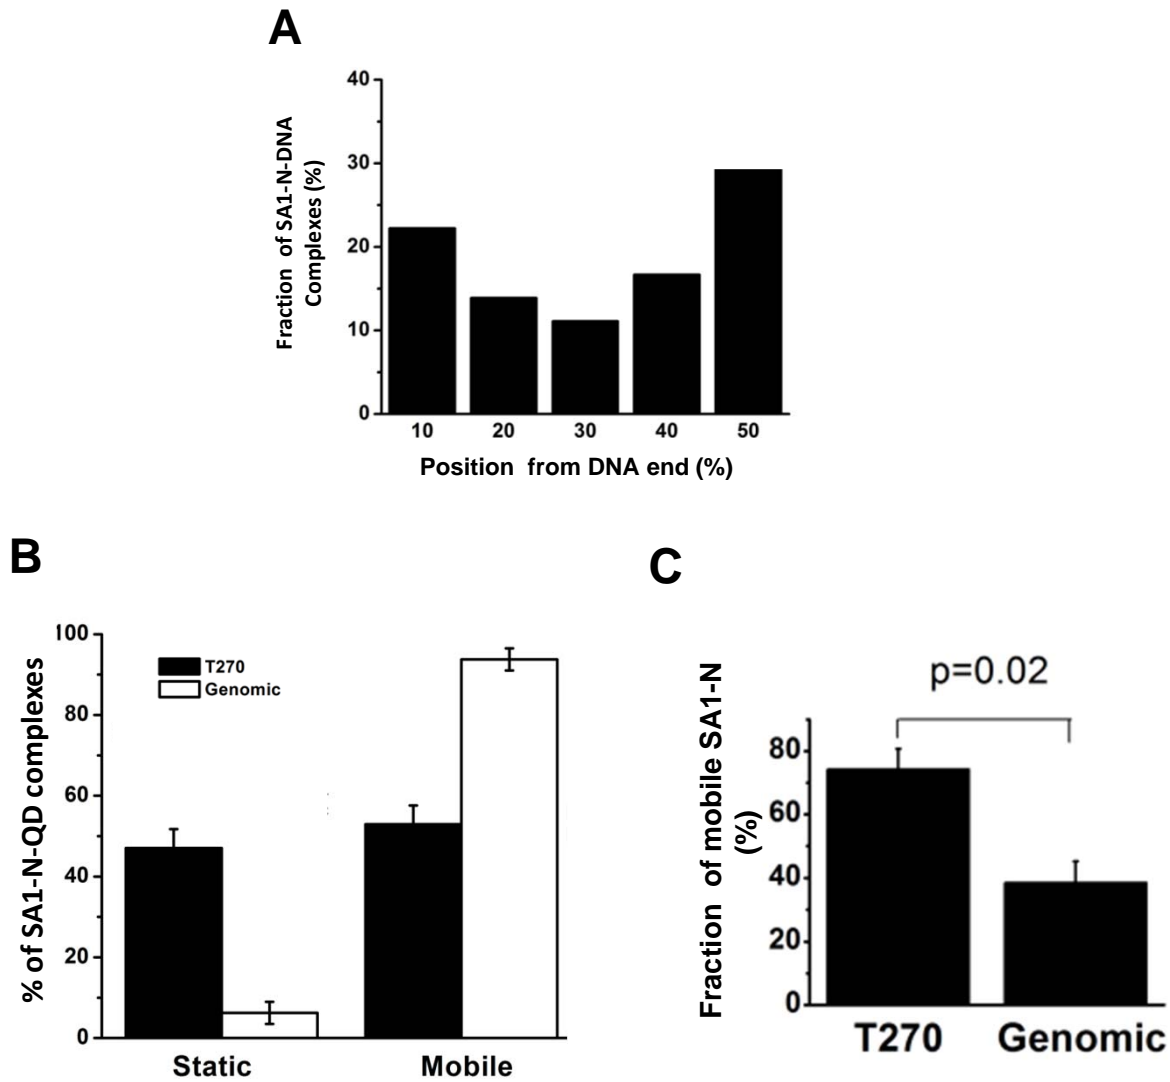 A
Fraction of SA1-N-DNA
Complexes (%)
40
30
20
10
0
10 20 30 40 50
Position from DNA end (%)
B
% of SA1-N-QD complexes
100
80
60
40
20
0
T270
Genomic
Static Mobile
C
Fraction of mobile SA1-N
(%)
p=0.02
80
60
40
20
0
T270 Genomic